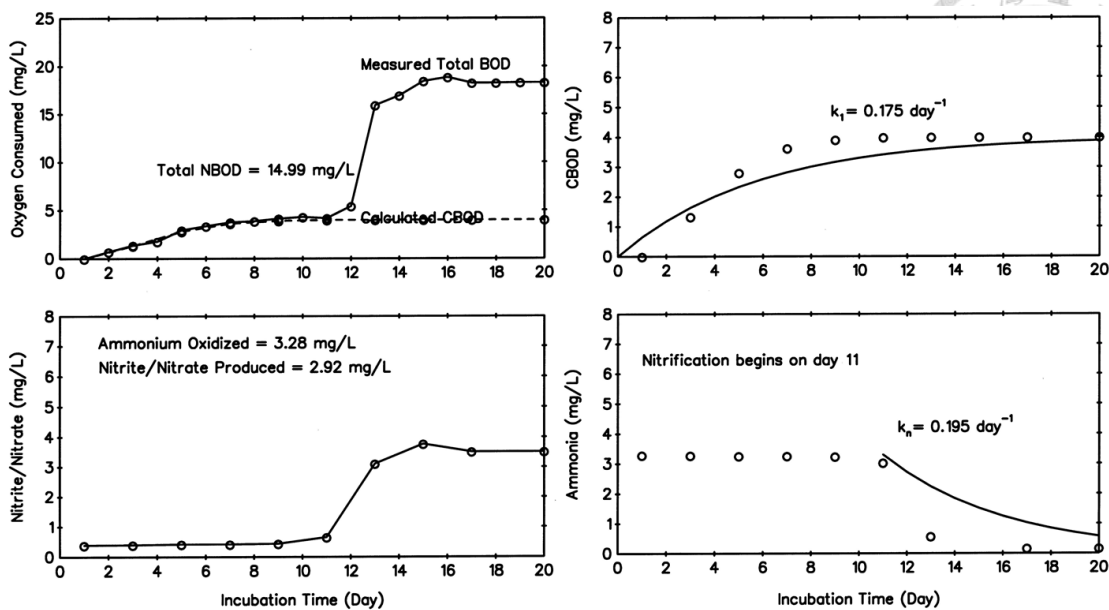 25
20
15
10
5
0
Oxygen Consumed (mg/L)
Measured Total BOD
Total NBOD = 14.99 mg/L
Calculated CBOD
0 2 4 6 8 10 12 14 16 18 20
8
7
6
5
4
3
2
1
0
CBOD (mg/L)
k₁= 0.175 day⁻¹
0 2 4 6 8 10 12 14 16 18 20
8
7
6
5
4
3
2
1
0
Nitrite/Nitrate (mg/L)
Ammonium Oxidized = 3.28 mg/L
Nitrite/Nitrate Produced = 2.92 mg/L
0 2 4 6 8 10 12 14 16 18 20
Incubation Time (Day)
8
7
6
5
4
3
2
1
0
Ammonia (mg/L)
Nitrification begins on day 11
kₙ= 0.195 day⁻¹
0 2 4 6 8 10 12 14 16 18 20
Incubation Time (Day)